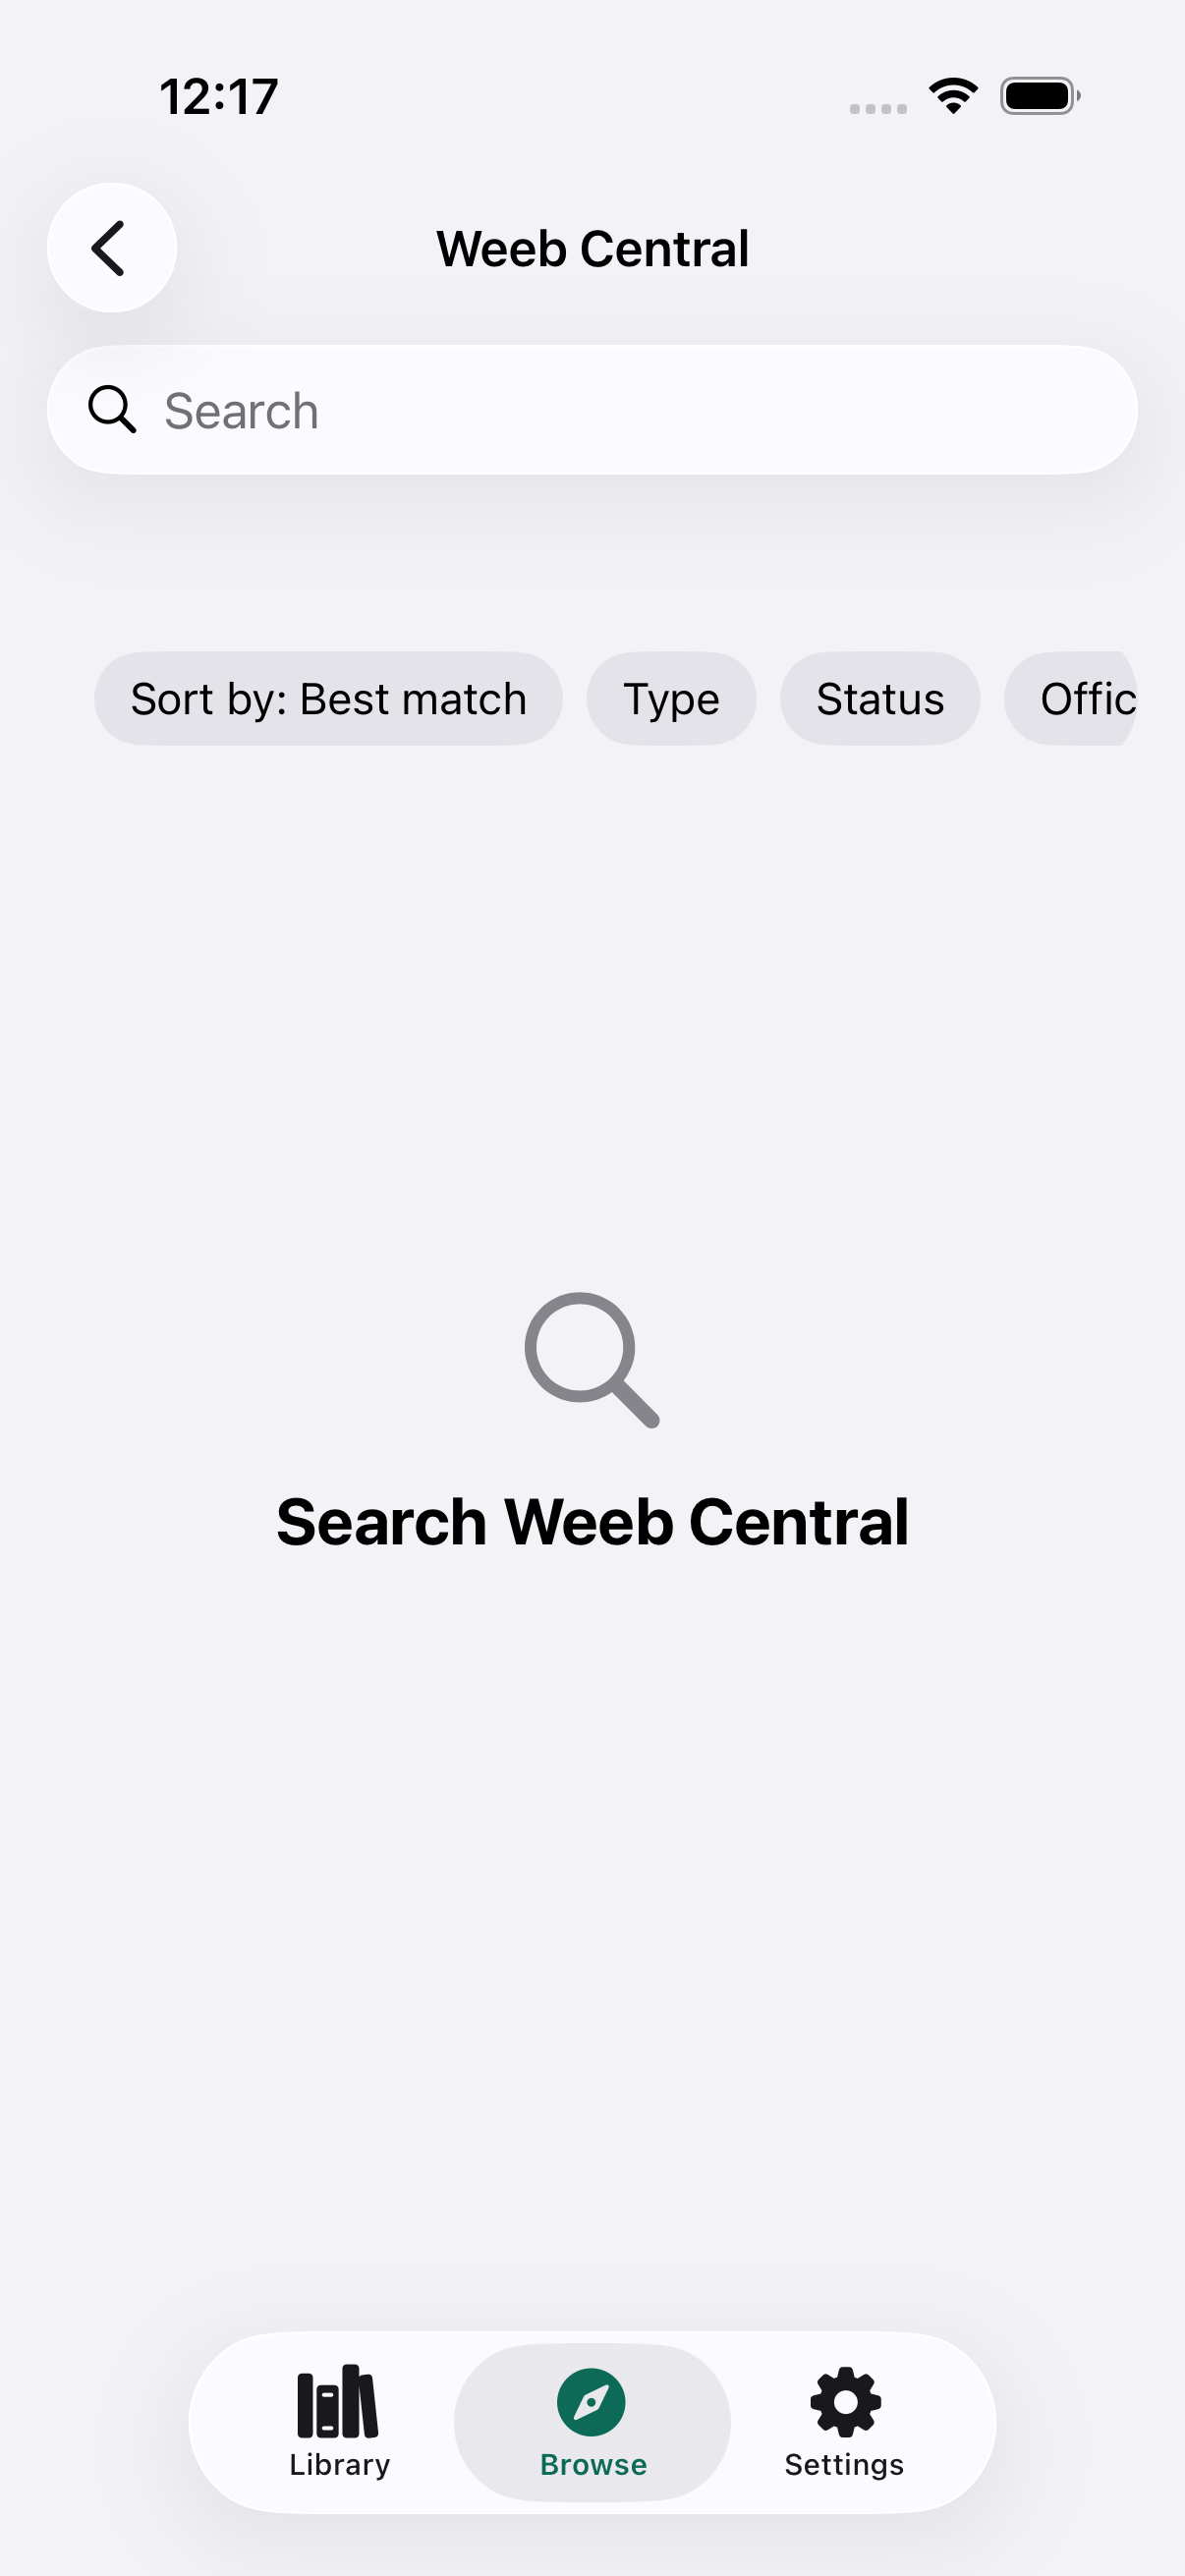 12:17
Weeb Central
Search
Sort by: Best match
Type
Status
Offic
Search Weeb Central
Library
Browse
Settings